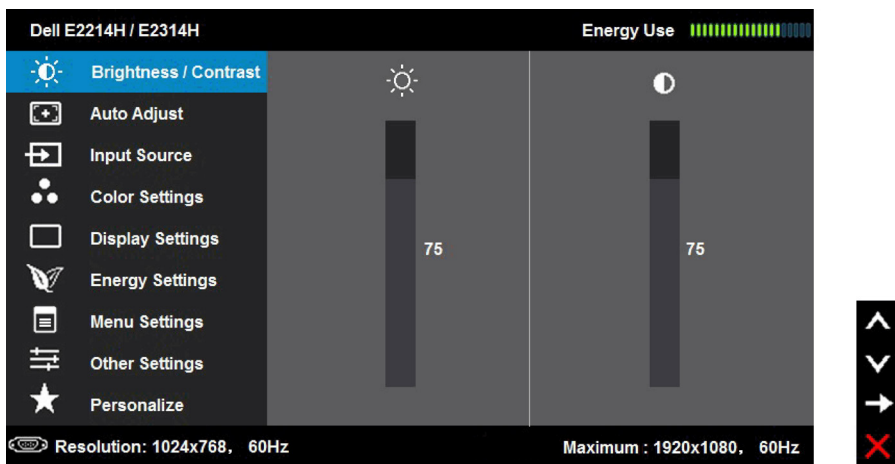 Dell E2214H / E2314H
Energy Use
Brightness / Contrast
Auto Adjust
Input Source
Color Settings
Display Settings
Energy Settings
Menu Settings
Other Settings
Personalize
75
75
Resolution: 1024x768, 60Hz
Maximum : 1920x1080, 60Hz